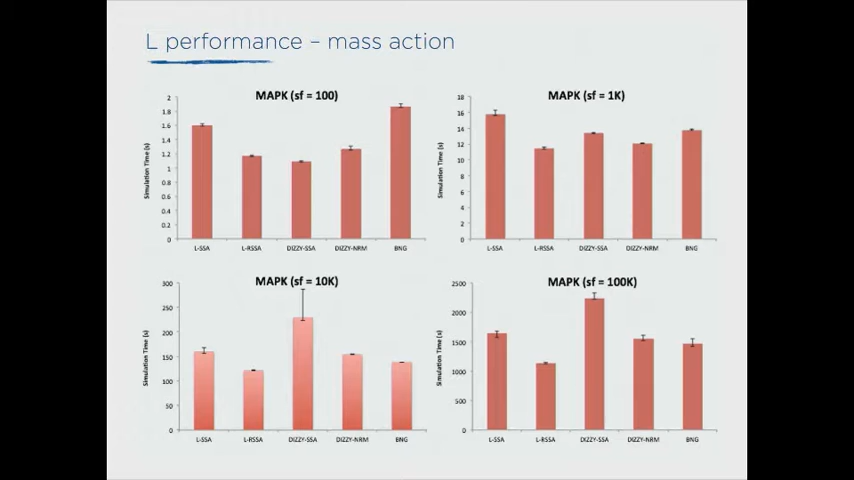 L performance – mass action
MAPK (sf = 100)
Simulation Time (s)
2
1.8
1.6
1.4
1.2
1
0.8
0.6
0.4
0.2
0
L-SSA L-RSSA DIZZY-SSA DIZZY-NRM BNG
MAPK (sf = 1K)
Simulation Time (s)
18
16
14
12
10
8
6
4
2
0
L-SSA L-RSSA DIZZY-SSA DIZZY-NRM BNG
MAPK (sf = 10K)
Simulation Time (s)
300
250
200
150
100
50
0
L-SSA L-RSSA DIZZY-SSA DIZZY-NRM BNG
MAPK (sf = 100K)
Simulation Time (s)
2500
2000
1500
1000
500
0
L-SSA L-RSSA DIZZY-SSA DIZZY-NRM BNG